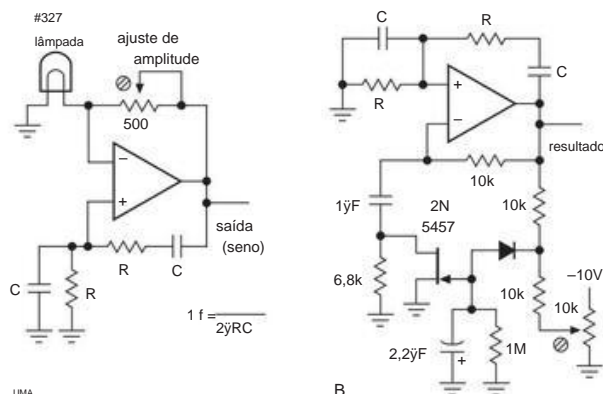 #327
lâmpada
ajuste de
amplitude
500
−
+
saída
(seno)
C
R
R
C
1 f=
2ÿRC
UMA
C
R
R
C
+
−
resultado
10k
1ÿF
2N
5457
10k
6,8k
−10V
10k
10k
2,2ÿF
+
1M
B